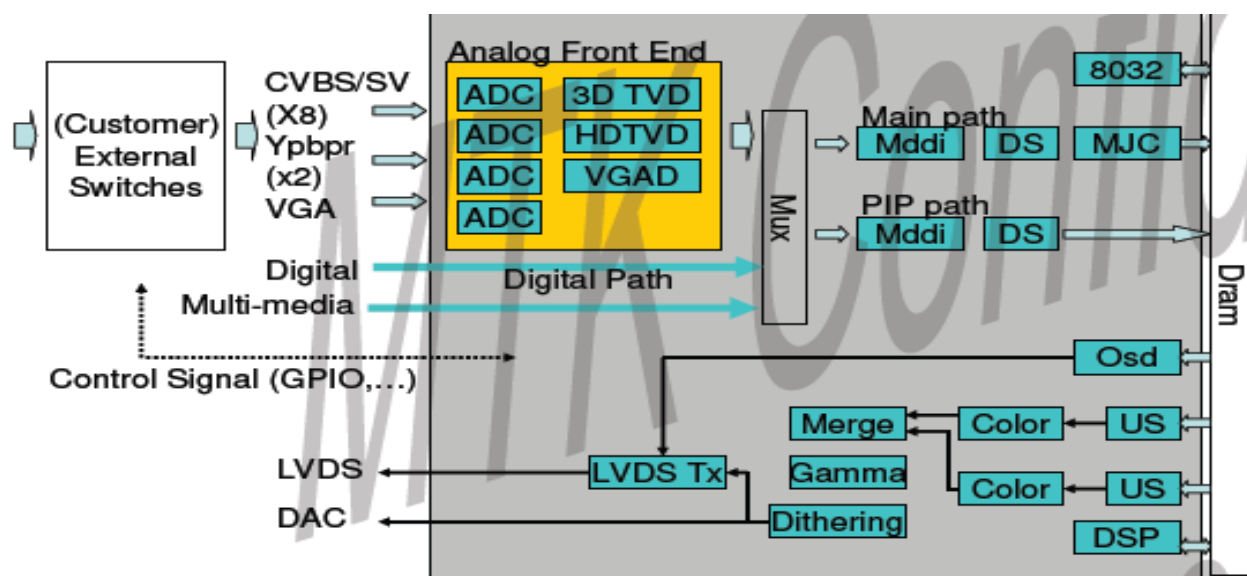 Analog Front End
(Customer)
External
Switches
CVBS/SV
(X8)
Ypbpr
(x2)
VGA
ADC
ADC
ADC
ADC
3D TVD
HDTVD
VGAD
Mux
Main path
Mddi
DS
MJC
8032
PIP path
Mddi
DS
Dram
Digital
Multi-media
Digital Path
Control Signal (GPIO,...)
Osd
Merge
Color
US
Gamma
Color
US
Dithering
DSP
LVDS Tx
LVDS
DAC
MTK Confid